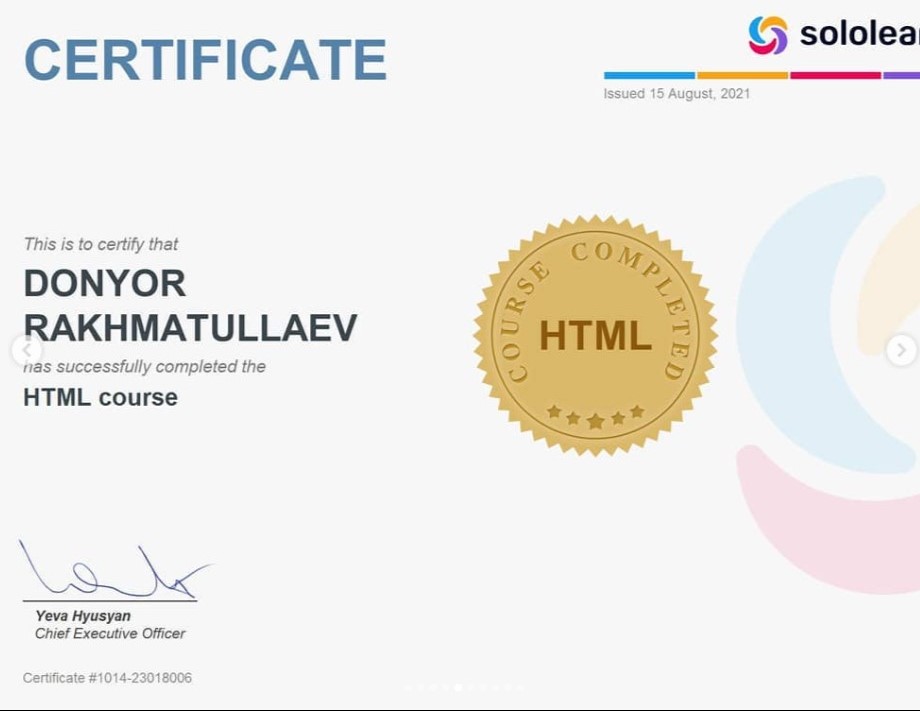 CERTIFICATE
sololear
Issued 15 August, 2021
This is to certify that
DONYOR
RAKHMATULLAEV
has successfully completed the
HTML course
COURSE COMPLETED
HTML
Yeva Hyusyan
Chief Executive Officer
Certificate #1014-23018006